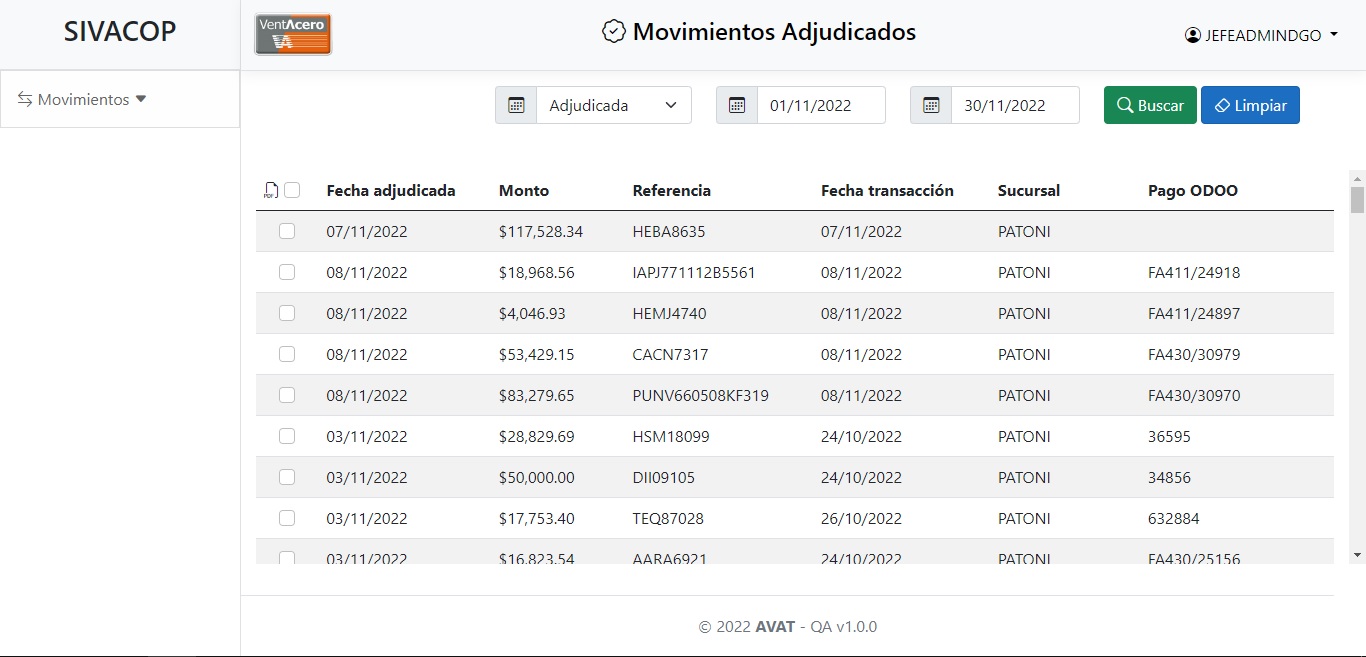 SIVACOP
VentAcero
VA
Movimientos Adjudicados
JEFEADMINDGO
Movimientos
Adjudicada
01/11/2022
30/11/2022
Buscar
Limpiar
PDF
Fecha adjudicada Monto Referencia Fecha transacción Sucursal Pago ODOO
07/11/2022 $117,528.34 HEBA8635 07/11/2022 PATONI
08/11/2022 $18,968.56 IAPJ771112B5561 08/11/2022 PATONI FA411/24918
08/11/2022 $4,046.93 HEMJ4740 08/11/2022 PATONI FA411/24897
08/11/2022 $53,429.15 CACN7317 08/11/2022 PATONI FA430/30979
08/11/2022 $83,279.65 PUNV660508KF319 08/11/2022 PATONI FA430/30970
03/11/2022 $28,829.69 HSM18099 24/10/2022 PATONI 36595
03/11/2022 $50,000.00 DII09105 24/10/2022 PATONI 34856
03/11/2022 $17,753.40 TEQ87028 26/10/2022 PATONI 632884
03/11/2022 $16,823.54 AARA6921 24/10/2022 PATONI FA430/25156
© 2022 AVAT - QA v1.0.0